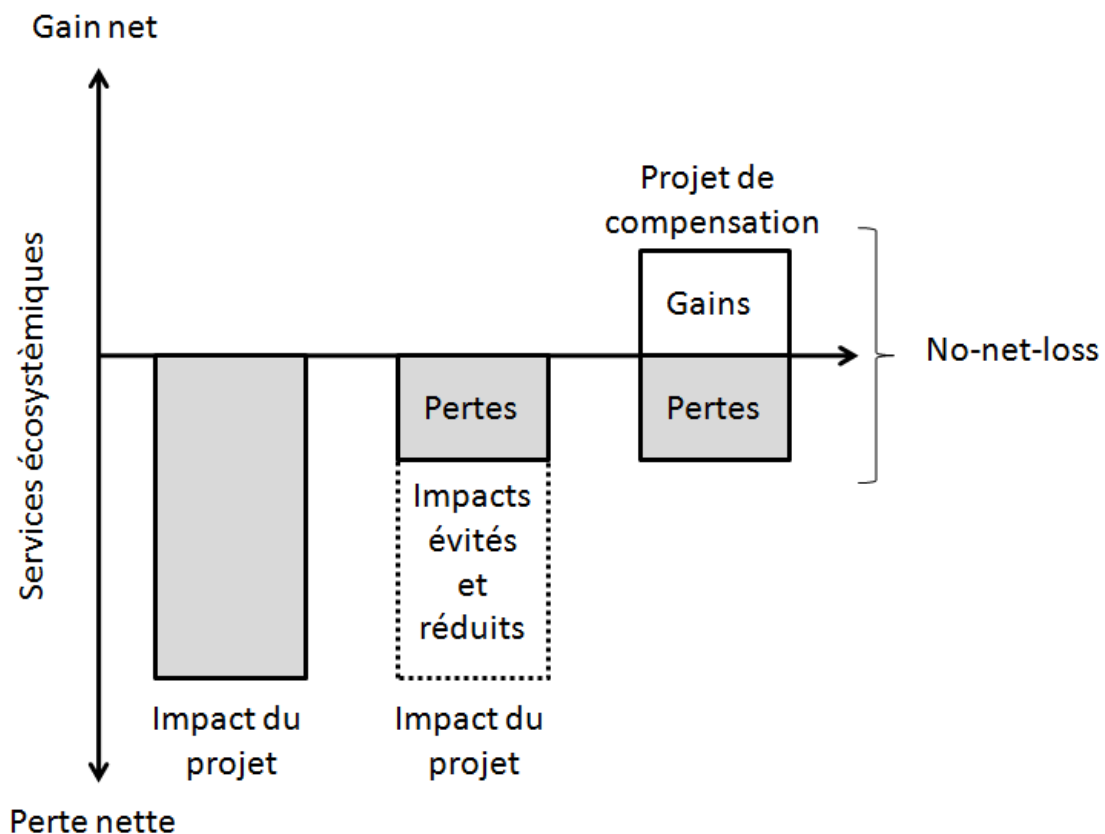 Gain net
Services écosystèmiques
Projet de
compensation
Gains
No-net-loss
Pertes
Pertes
Impacts
évités
et
réduits
Impact du
projet
Impact du
projet
Perte nette